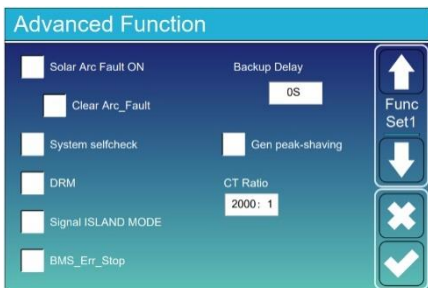 Advanced Function
Solar Arc Fault ON
Backup Delay
0S
Clear Arc_Fault
System selfcheck
Gen peak-shaving
DRM
CT Ratio
2000: 1
Signal ISLAND MODE
BMS_Err_Stop
Func
Set1